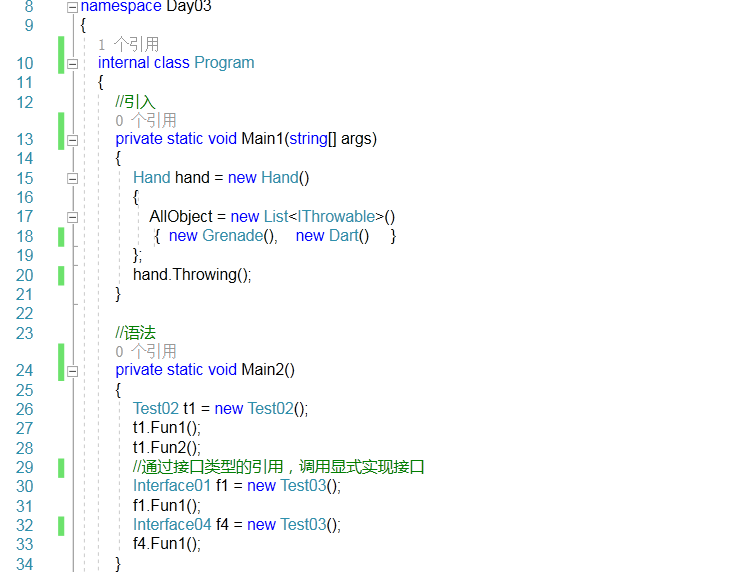 8 namespace Day03
9 {
1 个引用
10 internal class Program
11 {
12 //引入
0 个引用
13 private static void Main1(string[] args)
14 {
15 Hand hand = new Hand()
16 {
17 AllObject = new List<IThrowable>()
18 { new Grenade(), new Dart() }
19 };
20 hand.Throwing();
21 }
22
23 //语法
0 个引用
24 private static void Main2()
25 {
26 Test02 t1 = new Test02();
27 t1.Fun1();
28 t1.Fun2();
29 //通过接口类型的引用，调用显式实现接口
30 Interface01 f1 = new Test03();
31 f1.Fun1();
32 Interface04 f4 = new Test03();
33 f4.Fun1();
34 }